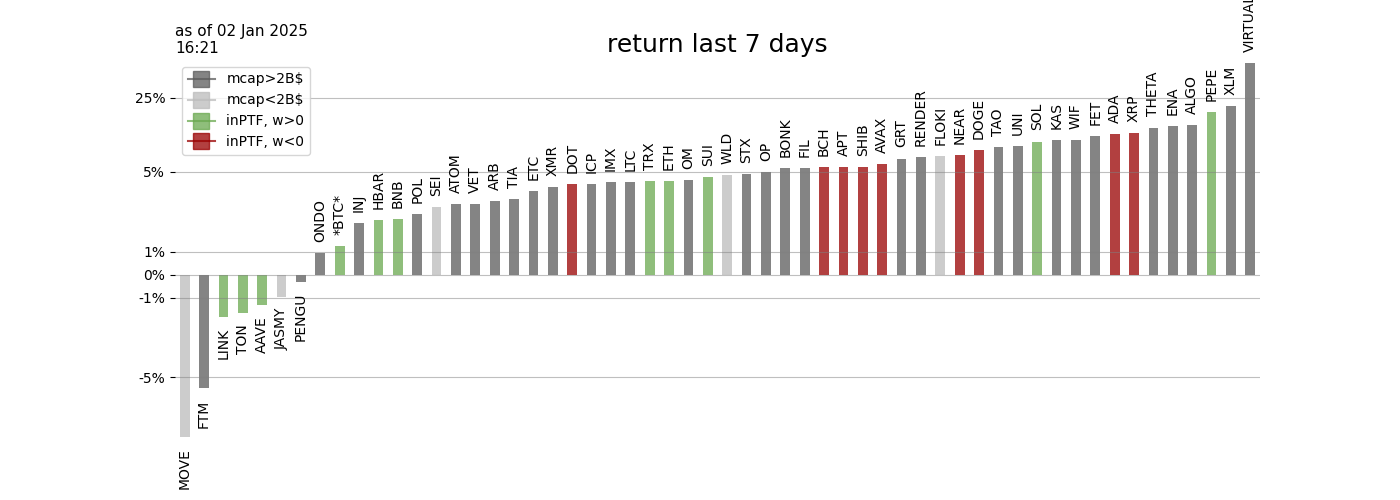 as of 02 Jan 2025
16:21
return last 7 days
mcap>2B$
mcap<2B$
inPTF, w>0
inPTF, w<0
25%
5%
1%
0%
-1%
-5%
MOVE
FTM
LINK
TON
AAVE
JASMY
PENGU
ONDO
*BTC*
INJ
HBAR
BNB
POL
SEI
ATOM
VET
ARB
TIA
ETC
XMR
DOT
ICP
IMX
LTC
TRX
ETH
OM
SUI
WLD
STX
OP
BONK
FIL
BCH
APT
SHIB
AVAX
GRT
RENDER
FLOKI
NEAR
DOGE
TAO
UNI
SOL
KAS
WIF
FET
ADA
XRP
THETA
ENA
ALGO
PEPE
XLM
VIRTUAL